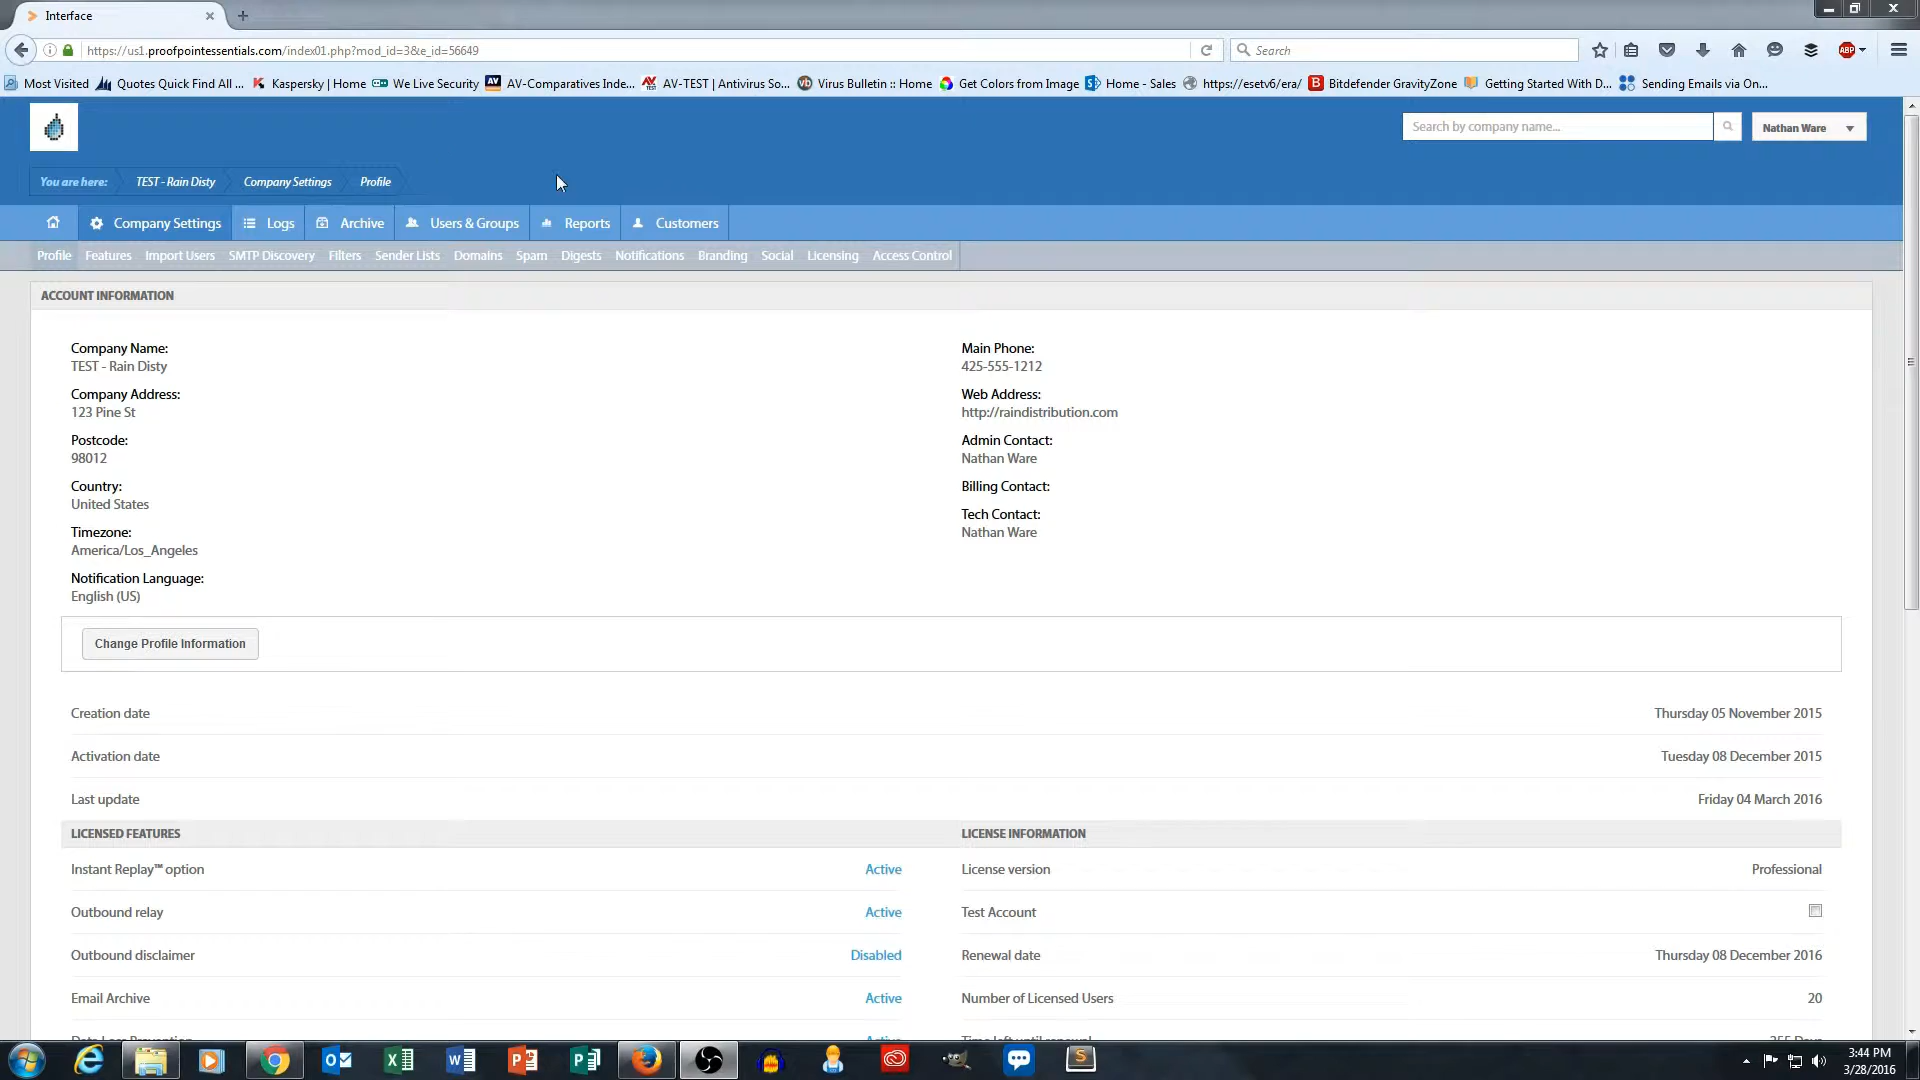 Interface
https://us1.proofpointessentials.com/index01.php?mod_id=3&e_id=56649
Search
ABP
Most Visited
Quotes Quick Find All ...
Kaspersky | Home
We Live Security
AV-Comparatives Inde...
AV-TEST | Antivirus So...
Virus Bulletin :: Home
Get Colors from Image
Home - Sales
https://esetv6/era/
Bitdefender GravityZone
Getting Started With D...
Sending Emails via On...
Search by company name...
Nathan Ware
You are here:
TEST - Rain Disty
Company Settings
Profile
Company Settings
Logs
Archive
Users & Groups
Reports
Customers
Profile
Features
Import Users
SMTP Discovery
Filters
Sender Lists
Domains
Spam
Digests
Notifications
Branding
Social
Licensing
Access Control
ACCOUNT INFORMATION
Company Name:
TEST - Rain Disty
Company Address:
123 Pine St
Postcode:
98012
Country:
United States
Timezone:
America/Los_Angeles
Notification Language:
English (US)
Main Phone:
425-555-1212
Web Address:
http://raindistribution.com
Admin Contact:
Nathan Ware
Billing Contact:
Tech Contact:
Nathan Ware
Change Profile Information
Creation date Thursday 05 November 2015
Activation date Tuesday 08 December 2015
Last update Friday 04 March 2016
LICENSED FEATURES
Instant Replay™ option Active
Outbound relay Active
Outbound disclaimer Disabled
Email Archive Active
LICENSE INFORMATION
License version Professional
Test Account
Renewal date Thursday 08 December 2016
Number of Licensed Users 20
3:44 PM
3/28/2016